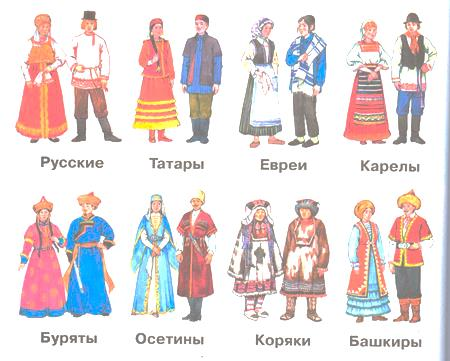 Русские Татары Евреи Карелы
Буряты Осетины Коряки Башкиры